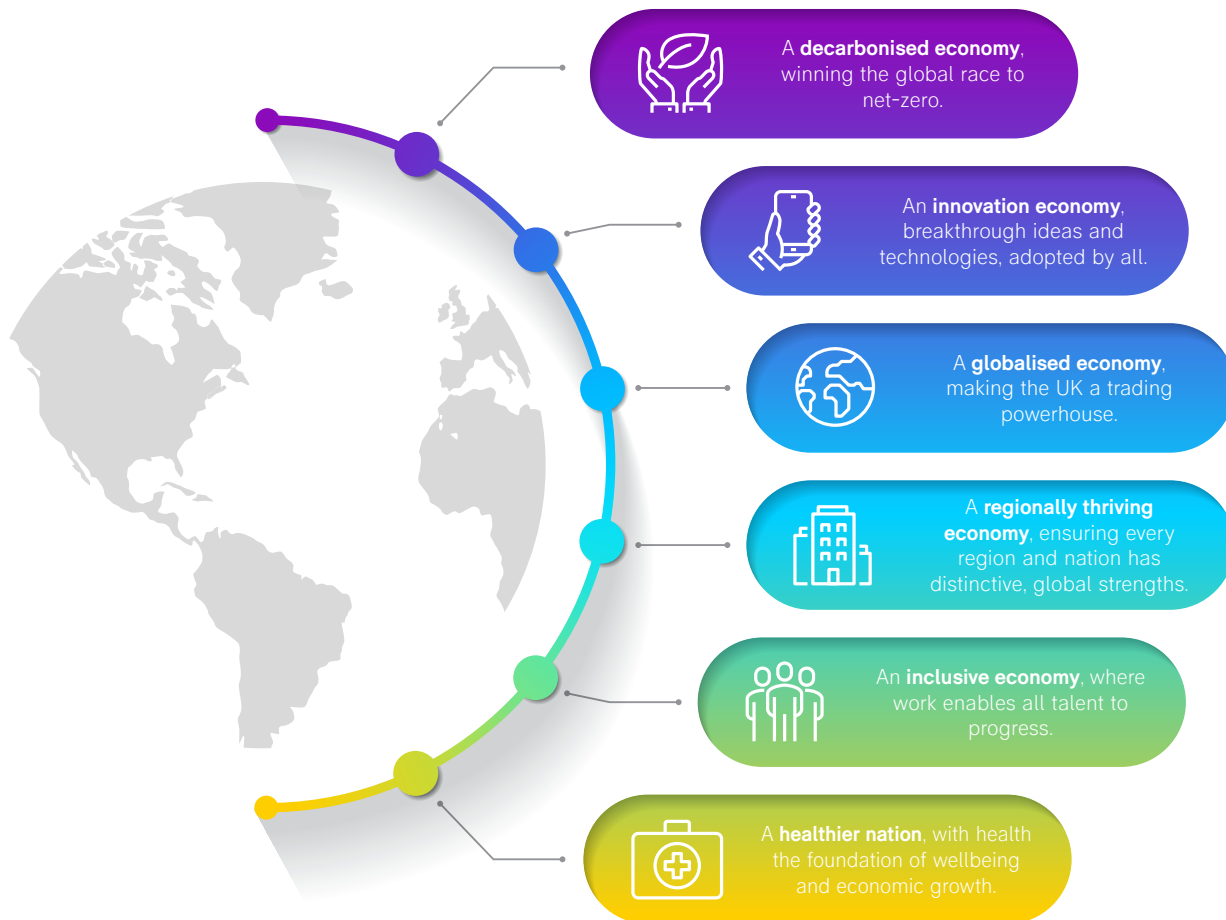 A decarbonised economy,
winning the global race to
net-zero.
An innovation economy,
breakthrough ideas and
technologies, adopted by all.
A globalised economy,
making the UK a trading
powerhouse.
A regionally thriving
economy, ensuring every
region and nation has
distinctive, global strengths.
An inclusive economy, where
work enables all talent to
progress.
A healthier nation, with health
the foundation of wellbeing
and economic growth.